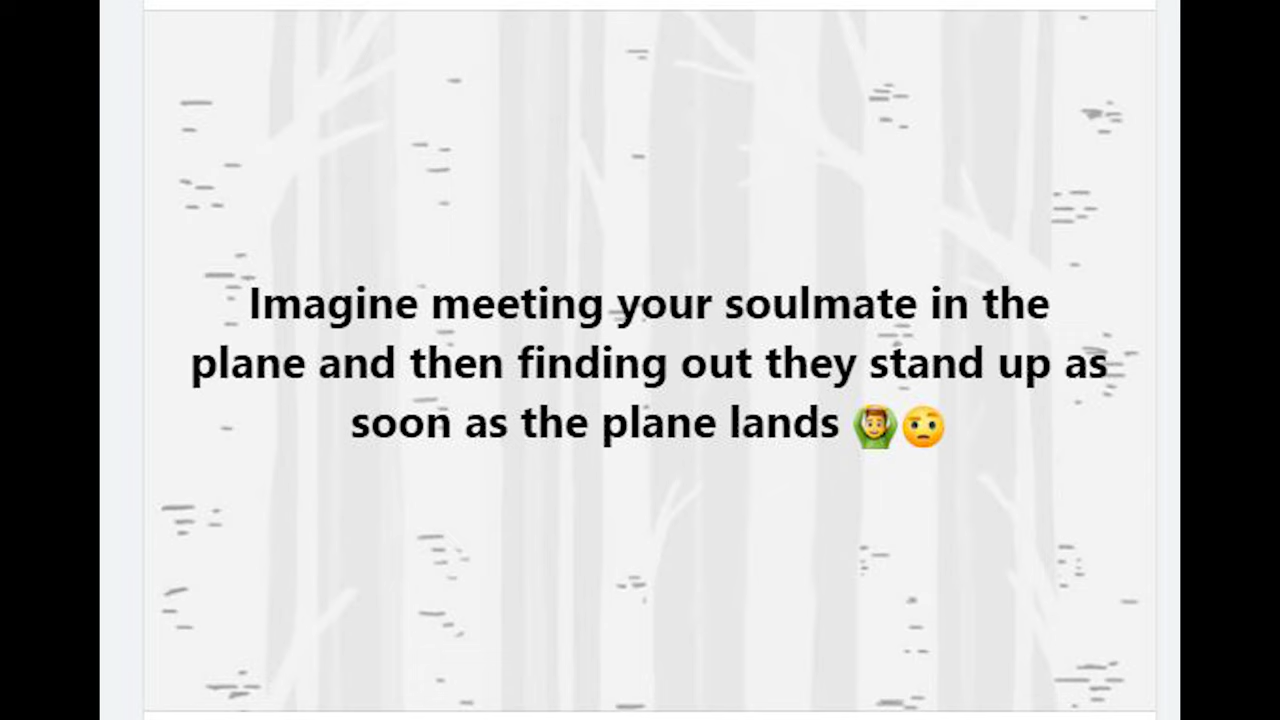 Imagine meeting your soulmate in the
plane and then finding out they stand up as
soon as the plane lands 🙆‍♂️😟